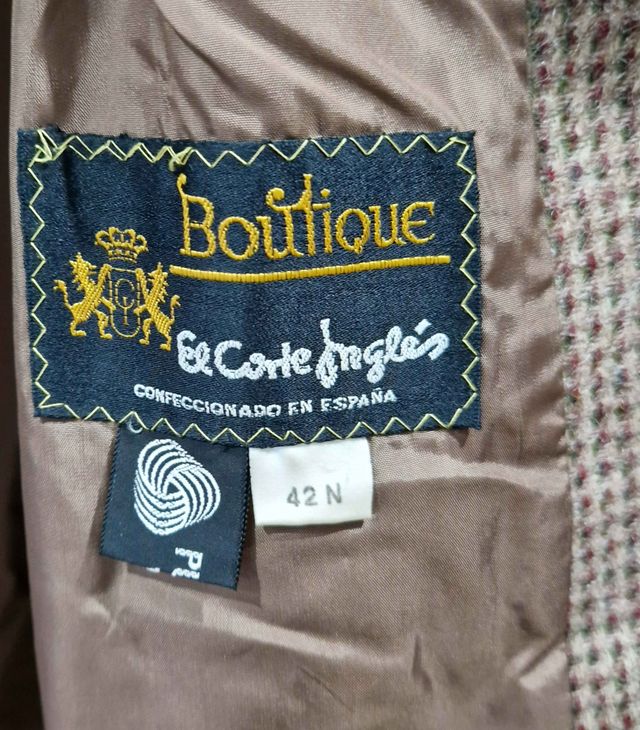 Boutique
El Corte Inglés
CONFECCIONADO EN ESPAÑA
42 N